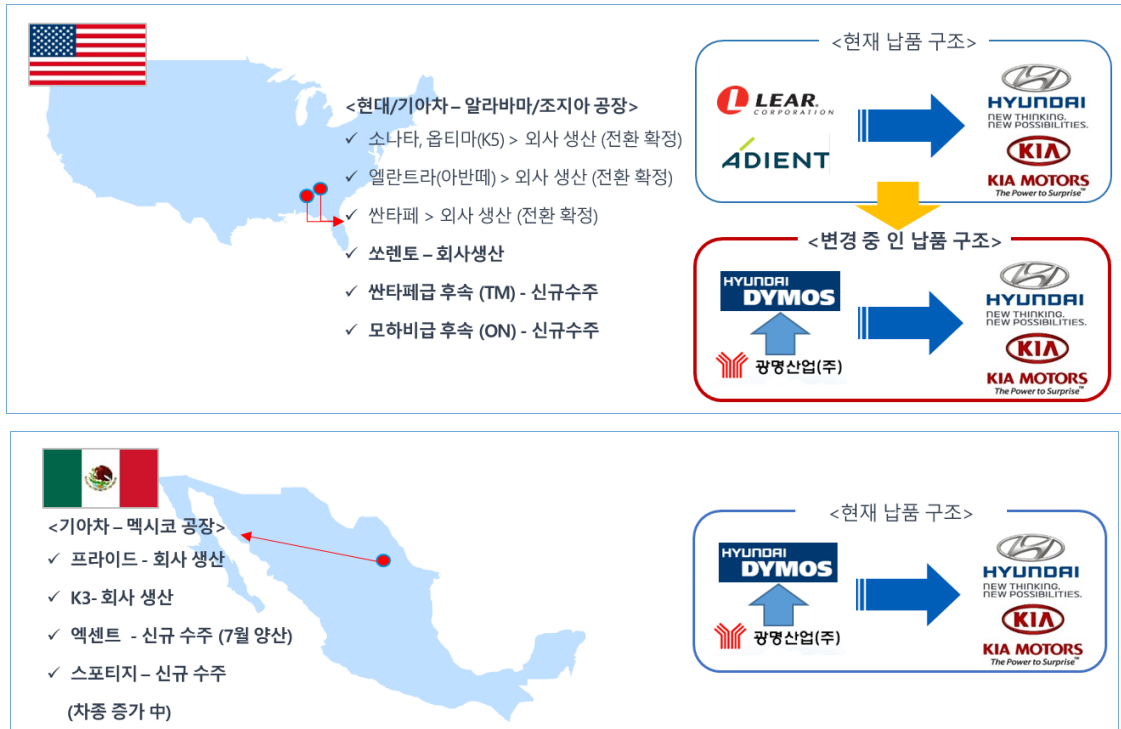 <현대/기아차 – 알라바마/조지아 공장>
✓ 소나타, 옵티마(K5) > 외사 생산 (전환 확정)
✓ 엘란트라(아반떼) > 외사 생산 (전환 확정)
✓ 싼타페 > 외사 생산 (전환 확정)
✓ 쏘렌토 – 회사생산
✓ 싼타페급 후속 (TM) - 신규수주
✓ 모하비급 후속 (ON) - 신규수주
<현재 납품 구조>
LEAR.
CORPORATION
ADIENT
HYUNDAI
NEW THINKING.
NEW POSSIBILITIES.
KIA
KIA MOTORS
The Power to Surprise™
<변경 중 인 납품 구조>
HYUNDAI
DYMOS
광명산업(주)
HYUNDAI
NEW THINKING.
NEW POSSIBILITIES.
KIA
KIA MOTORS
The Power to Surprise™
<기아차 – 멕시코 공장>
✓ 프라이드 - 회사 생산
✓ K3- 회사 생산
✓ 엑센트 - 신규 수주 (7월 양산)
✓ 스포티지 – 신규 수주
(차종 증가 中)
<현재 납품 구조>
HYUNDAI
DYMOS
광명산업(주)
HYUNDAI
NEW THINKING.
NEW POSSIBILITIES.
KIA
KIA MOTORS
The Power to Surprise™